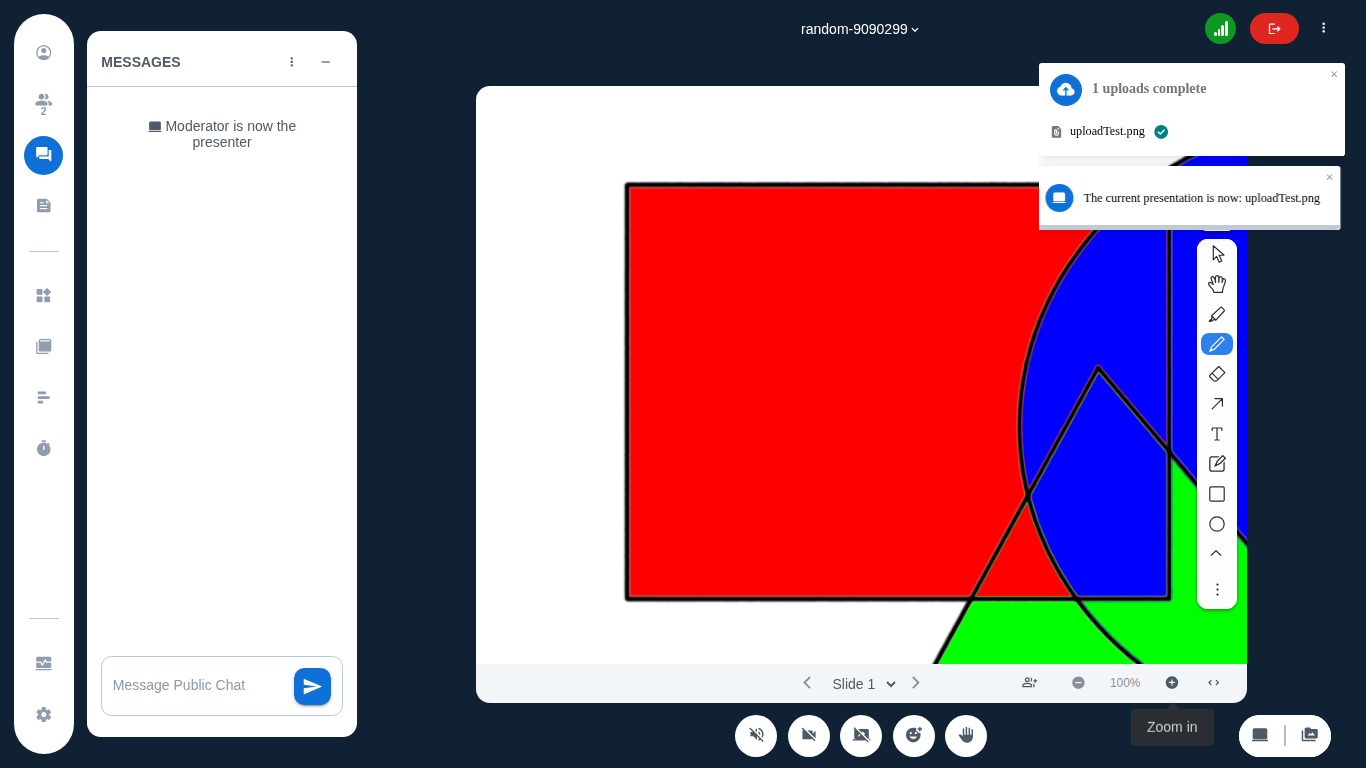 random-9090299
MESSAGES
2
Moderator is now the
presenter
Message Public Chat
1 uploads complete
uploadTest.png
The current presentation is now: uploadTest.png
T
Slide 1
100%
Zoom in